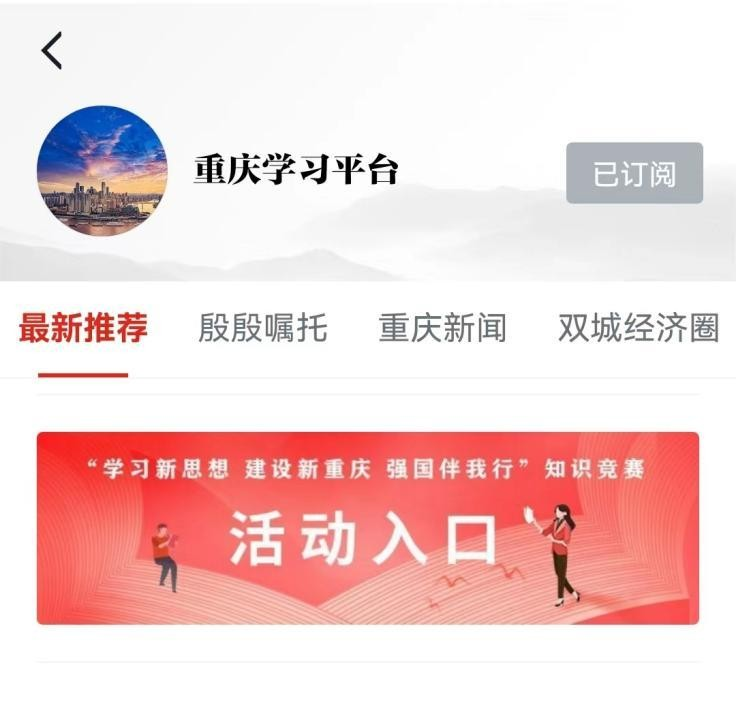 重庆学习平台
已订阅
最新推荐 殷殷嘱托 重庆新闻 双城经济圈
“学习新思想 建设新重庆 强国伴我行”知识竞赛
活动入口